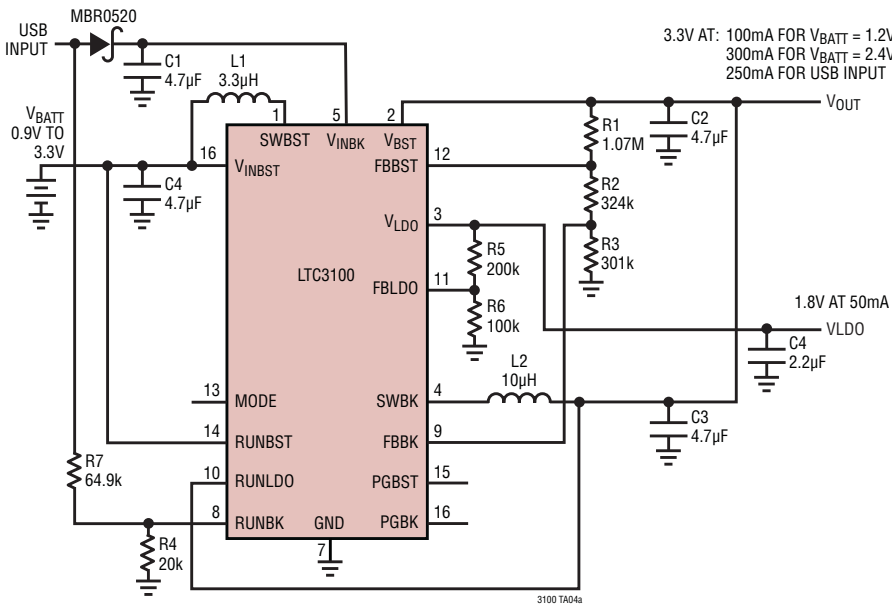 USB
INPUT
MBR0520
C1
4.7µF
L1
3.3µH
3.3V AT: 100mA FOR VBATT = 1.2V
300mA FOR VBATT = 2.4V
250mA FOR USB INPUT
VOUT
VBATT
0.9V TO
3.3V
1
5
2
SWBST
VINBK
VBST
16
VINBST
C4
4.7µF
FBBST
12
R1
1.07M
C2
4.7µF
R2
324k
R3
301k
VLDO
3
R5
200k
LTC3100
FBLDO
11
R6
100k
1.8V AT 50mA
VLDO
C4
2.2µF
L2
10µH
13
MODE
SWBK
4
14
RUNBST
FBBK
9
C3
4.7µF
R7
64.9k
10
RUNLDO
PGBST
15
8
RUNBK
GND
PGBK
16
7
R4
20k
3100 TA04a